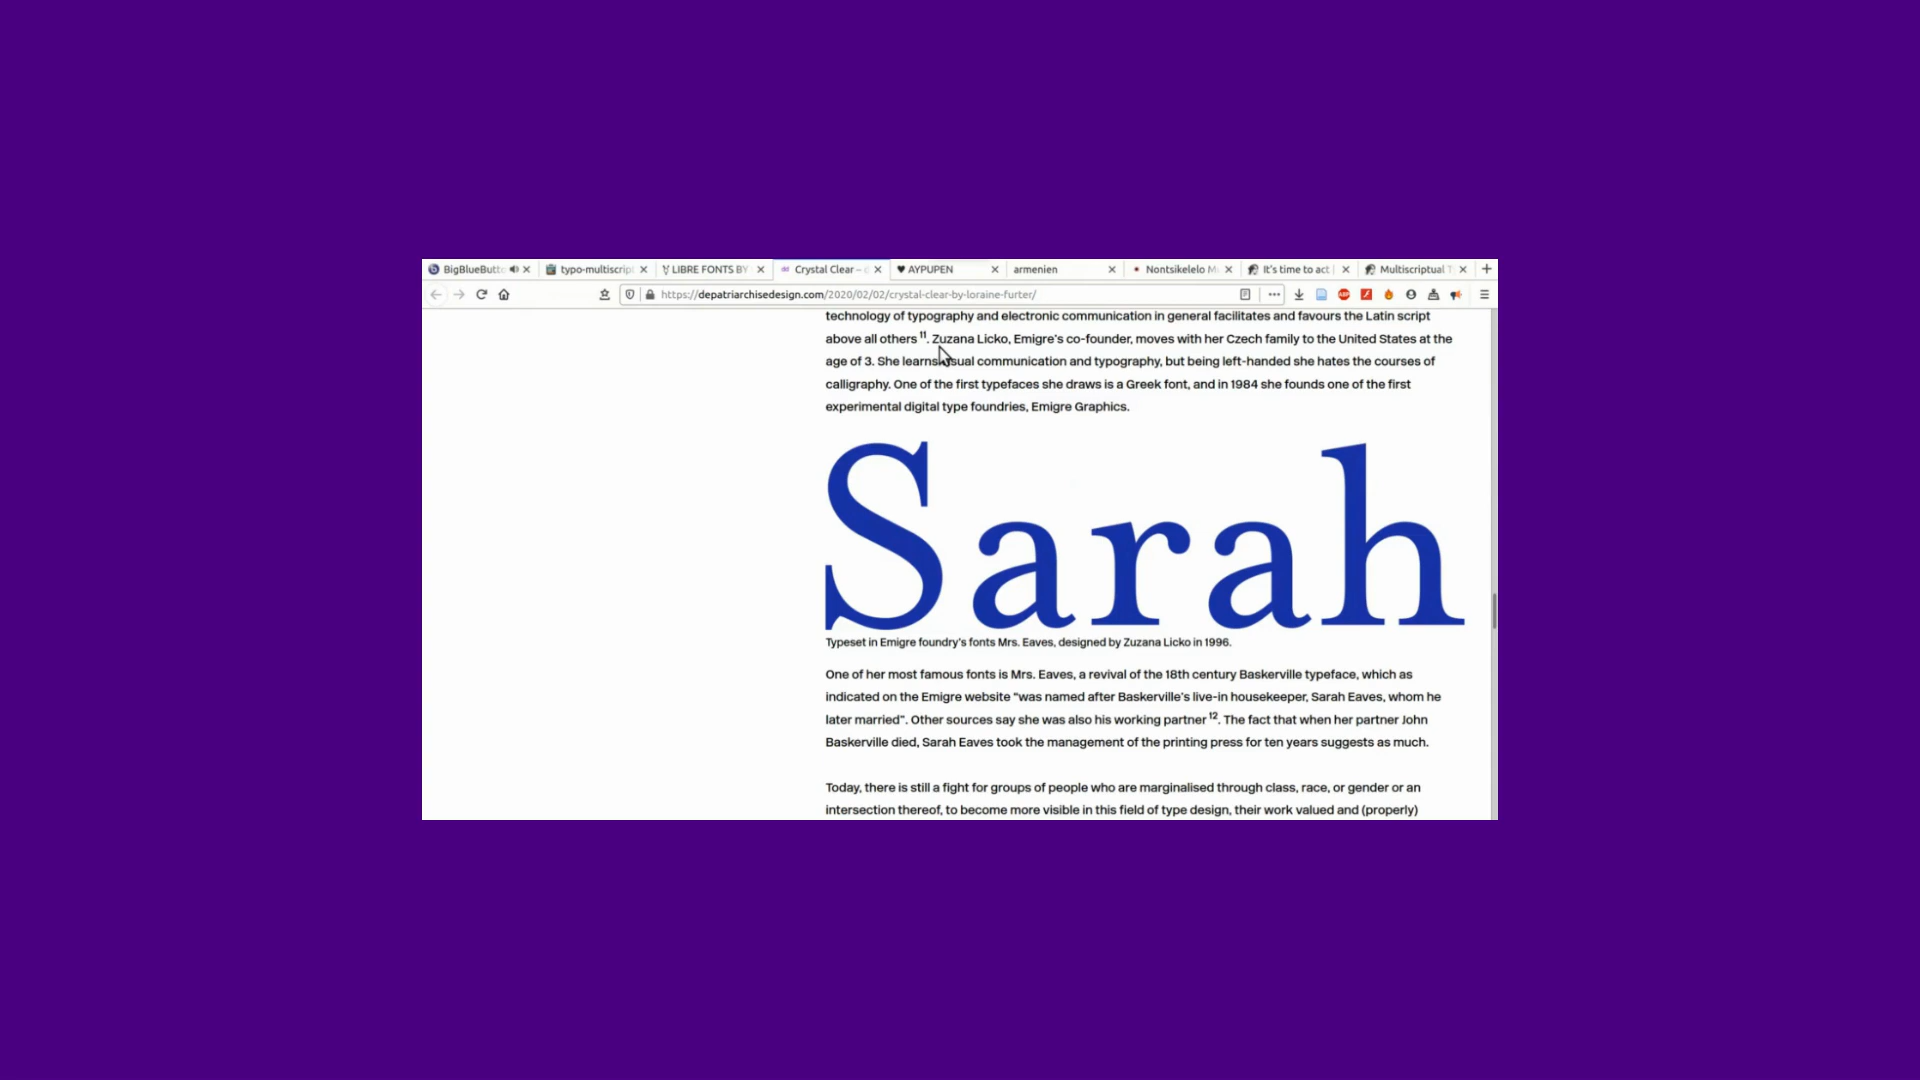 BigBlueButt
typo-multiscrip
LIBRE FONTS BY
Crystal Clear –
♥ AYPUPEN
armenien
Nontsikelelo M
It's time to act
Multiscriptual T
https://depatriarchisedesign.com/2020/02/02/crystal-clear-by-loraine-furter/
ABP
technology of typography and electronic communication in general facilitates and favours the Latin script
above all others 11. Zuzana Licko, Emigre's co-founder, moves with her Czech family to the United States at the
age of 3. She learns visual communication and typography, but being left-handed she hates the courses of
calligraphy. One of the first typefaces she draws is a Greek font, and in 1984 she founds one of the first
experimental digital type foundries, Emigre Graphics.
Sarah
Typeset in Emigre foundry's fonts Mrs. Eaves, designed by Zuzana Licko in 1996.
One of her most famous fonts is Mrs. Eaves, a revival of the 18th century Baskerville typeface, which as
indicated on the Emigre website “was named after Baskerville's live-in housekeeper, Sarah Eaves, whom he
later married”. Other sources say she was also his working partner 12. The fact that when her partner John
Baskerville died, Sarah Eaves took the management of the printing press for ten years suggests as much.
Today, there is still a fight for groups of people who are marginalised through class, race, or gender or an
intersection thereof, to become more visible in this field of type design, their work valued and (properly)